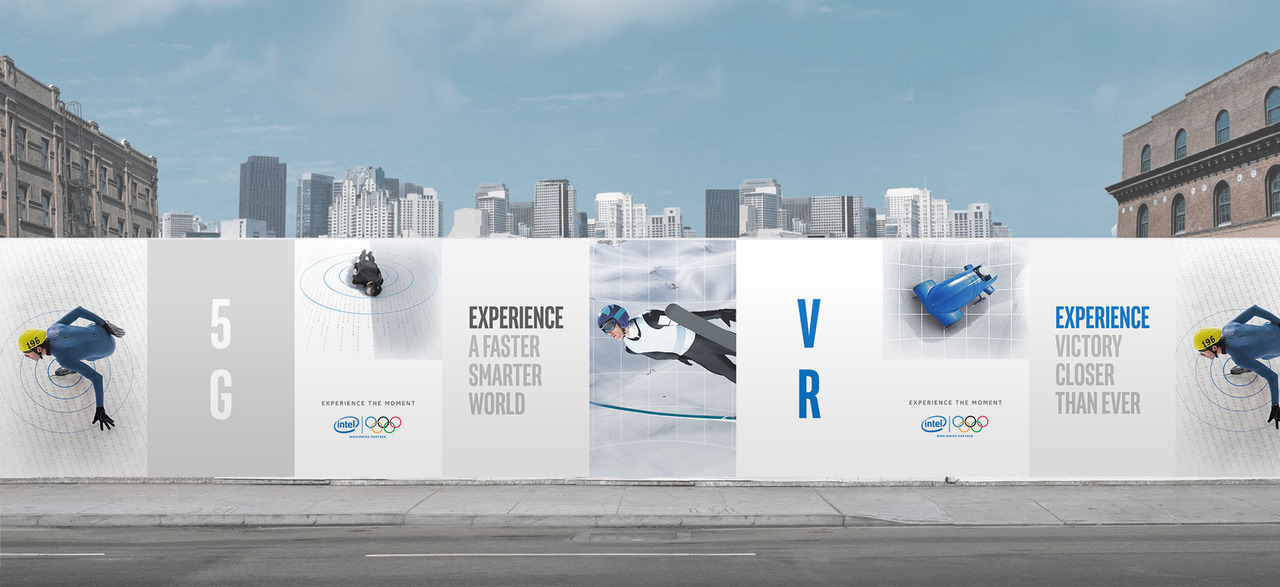 196
5
G
EXPERIENCE THE MOMENT
intel
WORLDWIDE PARTNER
EXPERIENCE
A FASTER
SMARTER
WORLD
V
R
EXPERIENCE THE MOMENT
intel
WORLDWIDE PARTNER
EXPERIENCE
VICTORY
CLOSER
THAN EVER
196